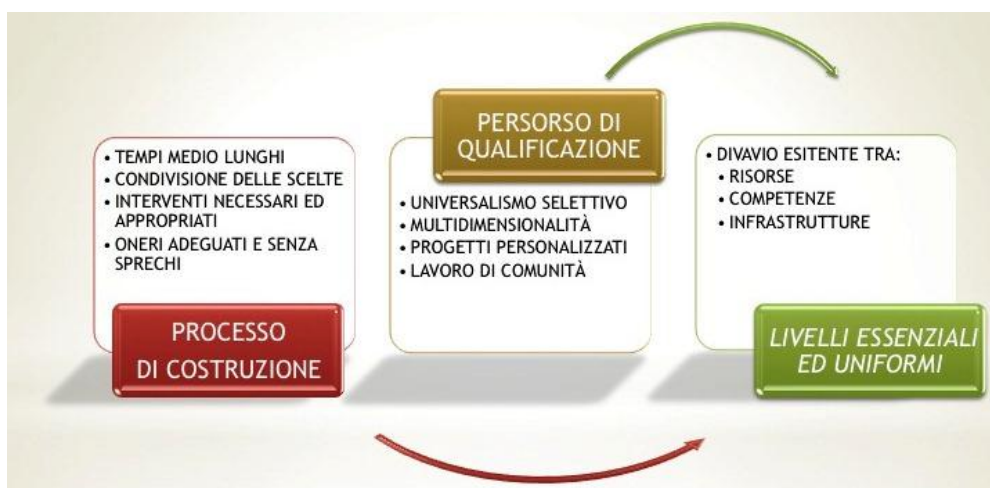 • TEMPI MEDIO LUNGHI
• CONDIVISIONE DELLE SCELTE
• INTERVENTI NECESSARI ED
APPROPRIATI
• ONERI ADEGUATI E SENZA
SPRECHI
PROCESSO
DI COSTRUZIONE
PERSORSO DI
QUALIFICAZIONE
• UNIVERSALISMO SELETTIVO
• MULTIDIMENSIONALITÀ
• PROGETTI PERSONALIZZATI
• LAVORO DI COMUNITÀ
• DIVAVIO ESITENTE TRA:
• RISORSE
• COMPETENZE
• INFRASTRUTTURE
LIVELLI ESSENZIALI
ED UNIFORMI